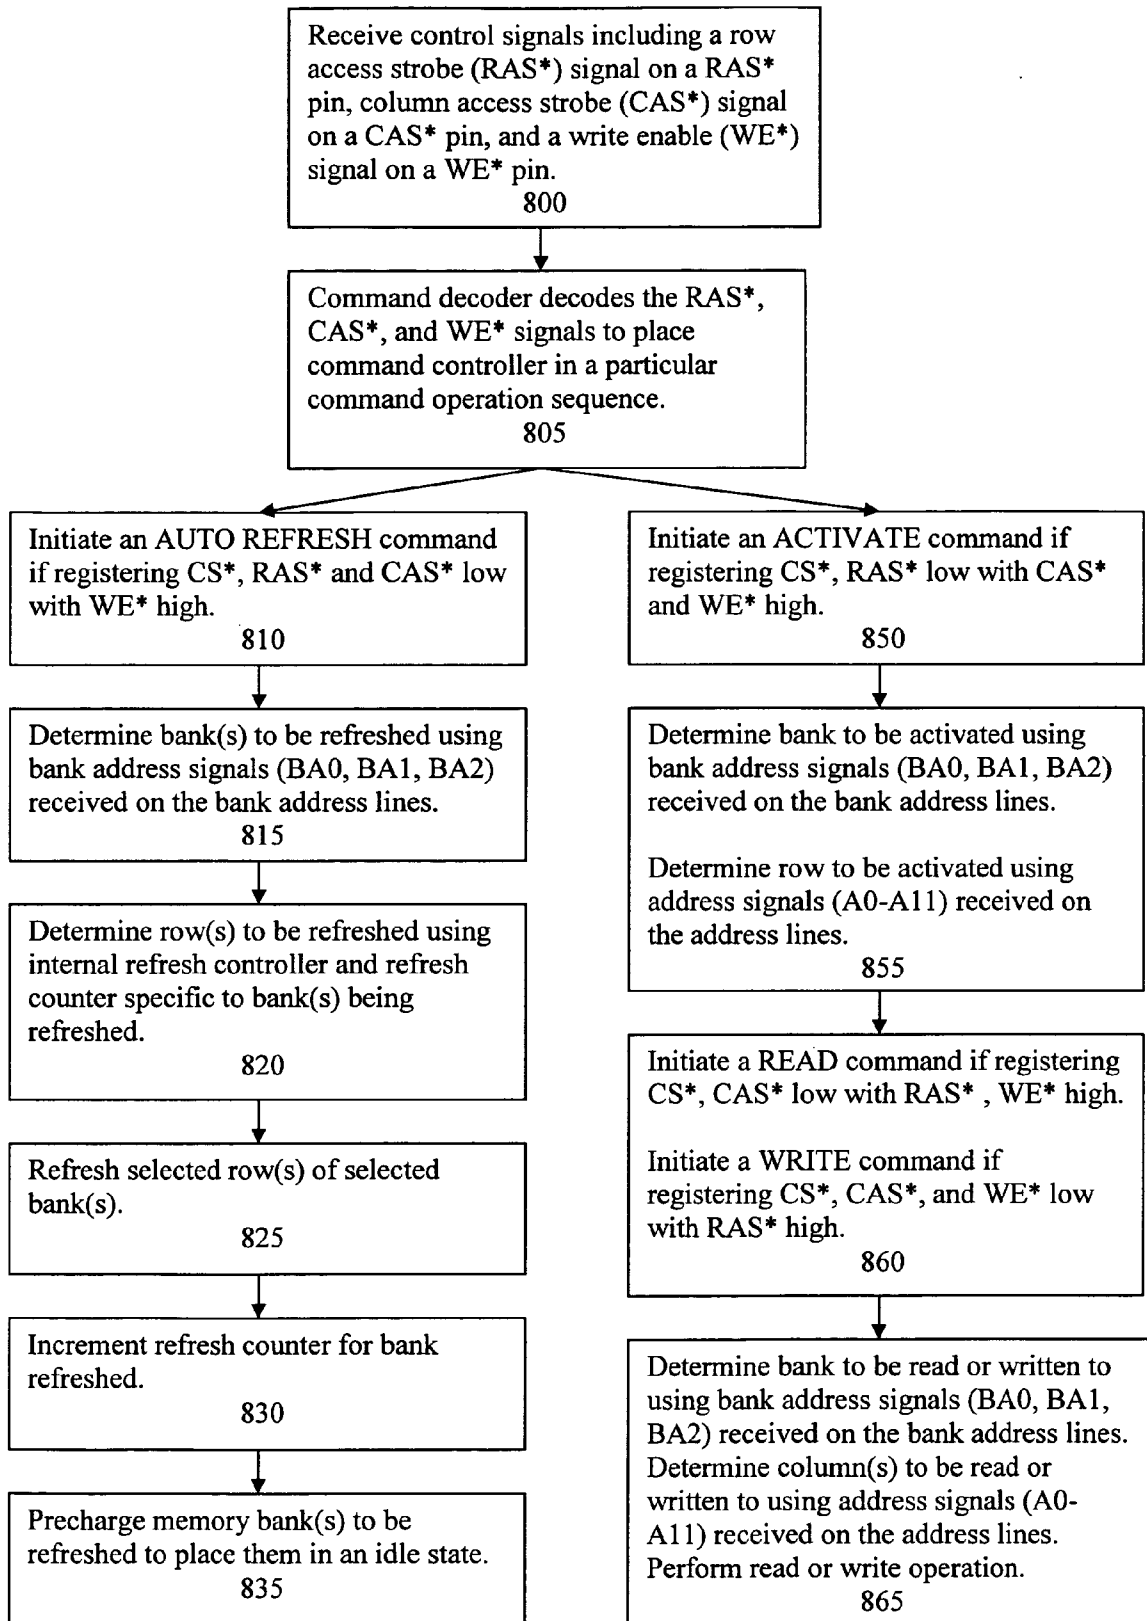 Receive control signals including a row
access strobe (RAS*) signal on a RAS*
pin, column access strobe (CAS*) signal
on a CAS* pin, and a write enable (WE*)
signal on a WE* pin.
800
Command decoder decodes the RAS*,
CAS*, and WE* signals to place
command controller in a particular
command operation sequence.
805
Initiate an AUTO REFRESH command
if registering CS*, RAS* and CAS* low
with WE* high.
810
Determine bank(s) to be refreshed using
bank address signals (BA0, BA1, BA2)
received on the bank address lines.
815
Determine row(s) to be refreshed using
internal refresh controller and refresh
counter specific to bank(s) being
refreshed.
820
Refresh selected row(s) of selected
bank(s).
825
Increment refresh counter for bank
refreshed.
830
Precharge memory bank(s) to be
refreshed to place them in an idle state.
835
Initiate an ACTIVATE command if
registering CS*, RAS* low with CAS*
and WE* high.
850
Determine bank to be activated using
bank address signals (BA0, BA1, BA2)
received on the bank address lines.
Determine row to be activated using
address signals (A0-A11) received on
the address lines.
855
Initiate a READ command if registering
CS*, CAS* low with RAS* , WE* high.
Initiate a WRITE command if
registering CS*, CAS*, and WE* low
with RAS* high.
860
Determine bank to be read or written to
using bank address signals (BA0, BA1,
BA2) received on the bank address lines.
Determine column(s) to be read or
written to using address signals (A0-
A11) received on the address lines.
Perform read or write operation.
865